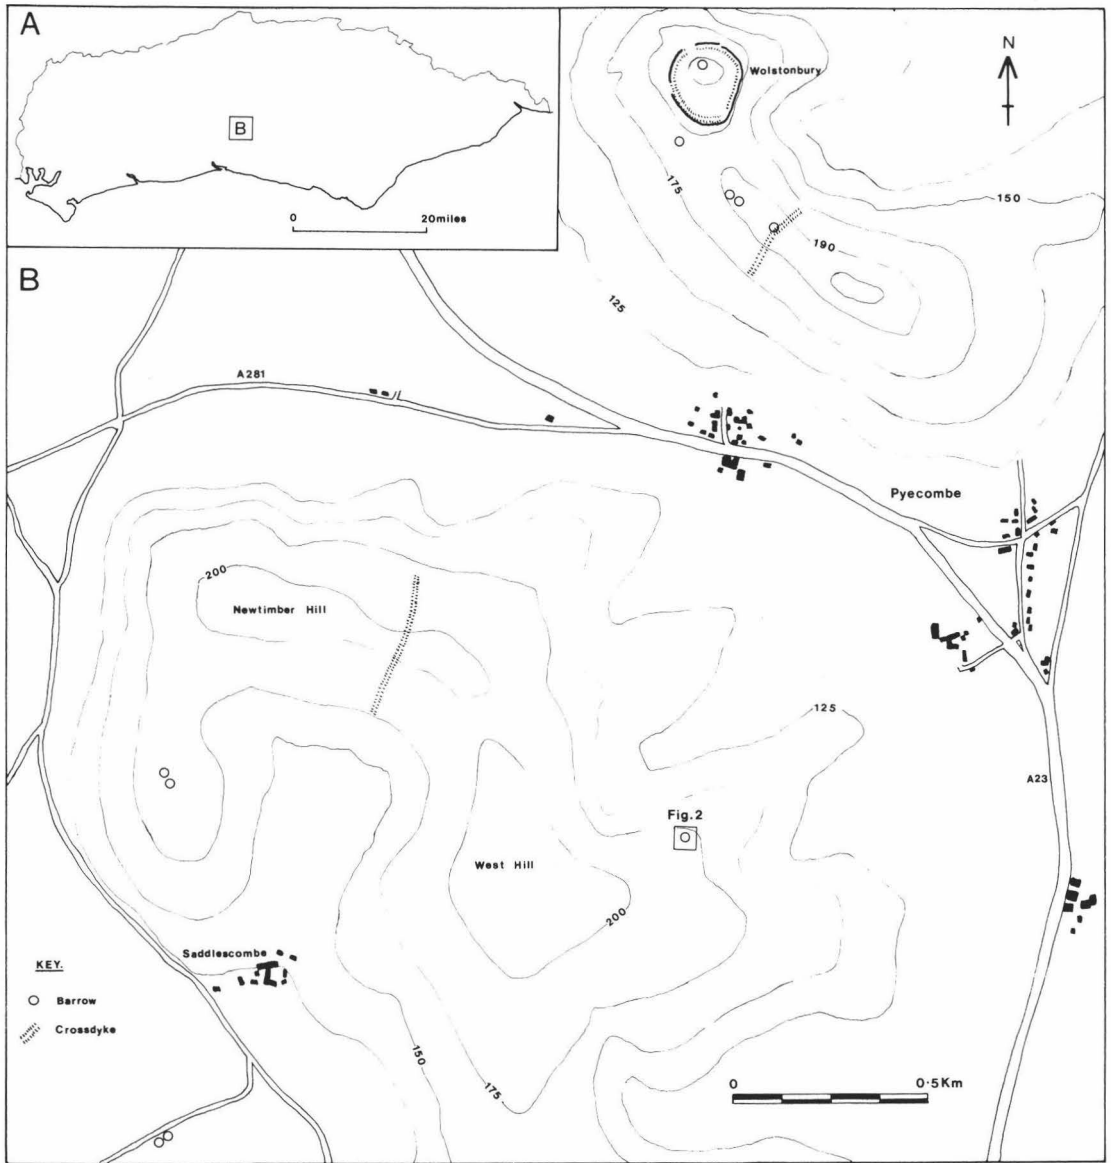 A
B
0 20miles
Wolstonbury
N
175
150
190
B
125
A281
Pyecombe
200
Newtimber Hill
125
A23
Fig.2
West Hill
200
Saddlescombe
KEY.
Barrow
Crossdyke
150
175
0 0·5Km